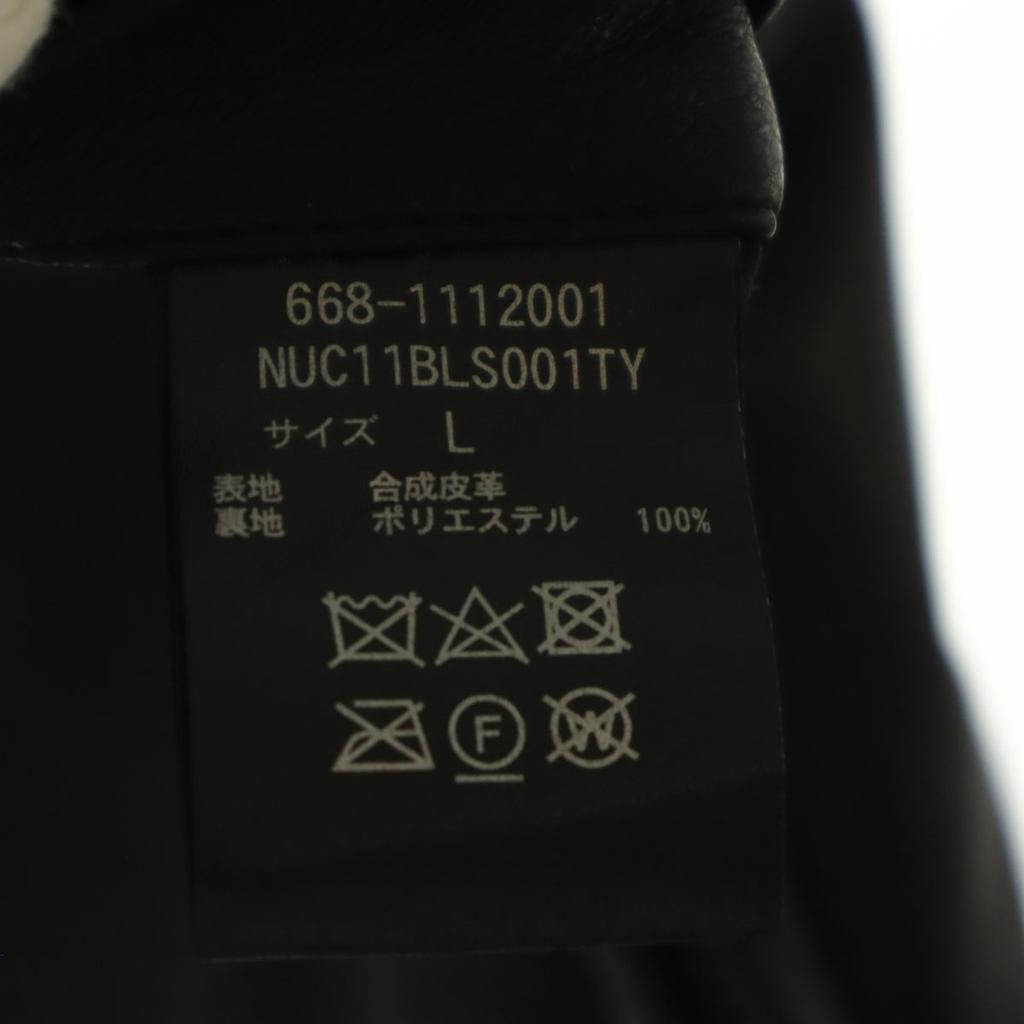 668-1112001
NUC11BLS001TY
サイズ L
表地 合成皮革
裏地 ポリエステル 100%
F
W